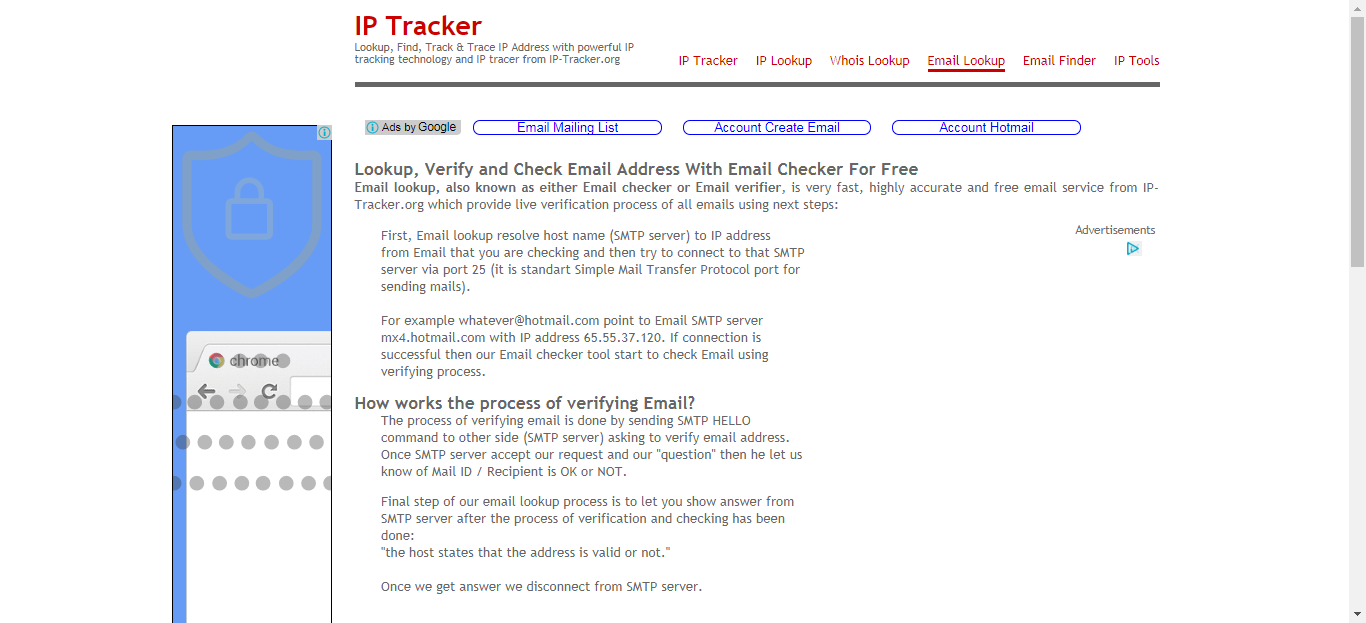 IP Tracker
Lookup, Find, Track & Trace IP Address with powerful IP
tracking technology and IP tracer from IP-Tracker.org
IP Tracker IP Lookup Whois Lookup Email Lookup Email Finder IP Tools
Ads by Google Email Mailing List Account Create Email Account Hotmail
Lookup, Verify and Check Email Address With Email Checker For Free
Email lookup, also known as either Email checker or Email verifier, is very fast, highly accurate and free email service from IP-
Tracker.org which provide live verification process of all emails using next steps:
Advertisements
First, Email lookup resolve host name (SMTP server) to IP address
from Email that you are checking and then try to connect to that SMTP
server via port 25 (it is standart Simple Mail Transfer Protocol port for
sending mails).
For example whatever@hotmail.com point to Email SMTP server
mx4.hotmail.com with IP address 65.55.37.120. If connection is
successful then our Email checker tool start to check Email using
verifying process.
chrome
How works the process of verifying Email?
The process of verifying email is done by sending SMTP HELLO
command to other side (SMTP server) asking to verify email address.
Once SMTP server accept our request and our "question" then he let us
know of Mail ID / Recipient is OK or NOT.
Final step of our email lookup process is to let you show answer from
SMTP server after the process of verification and checking has been
done:
"the host states that the address is valid or not."
Once we get answer we disconnect from SMTP server.